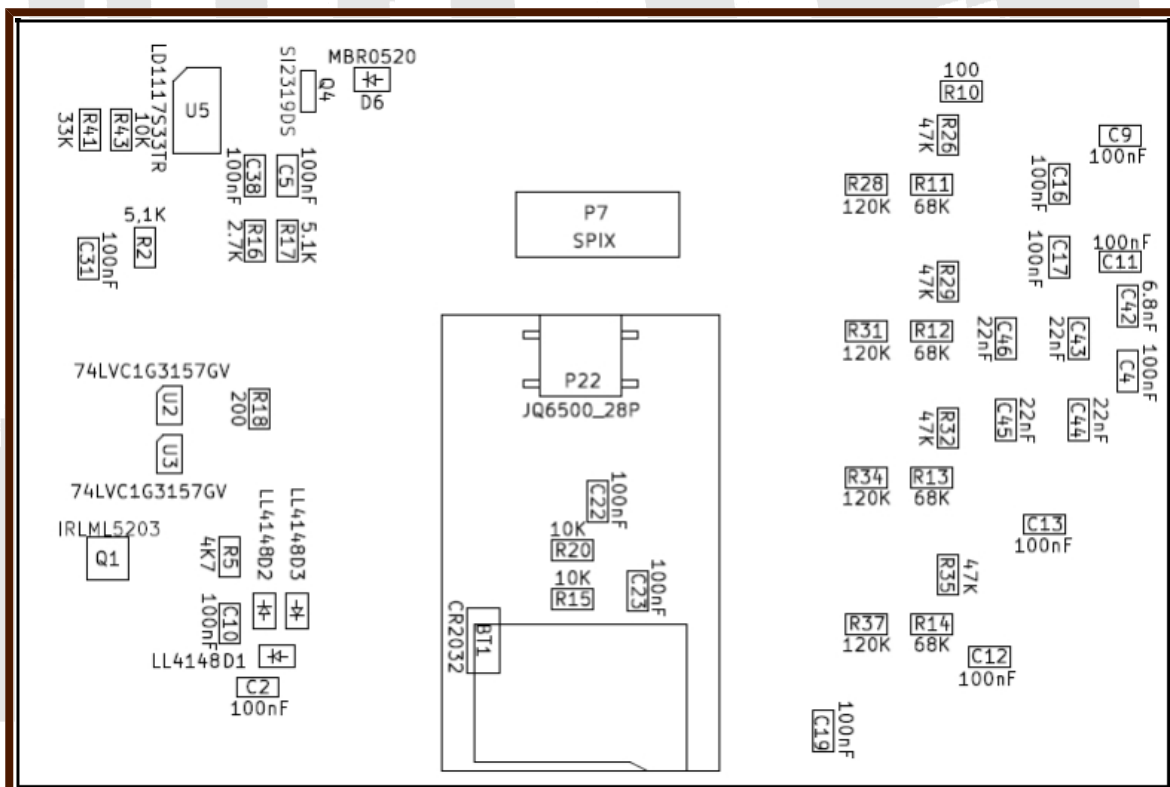 LD1117S33TR
U5
33K
R41
R43
10K
SI2319DS
Q4
MBR0520
D6
100nF
C38
C5
100nF
2.7K
R16
R17
5.1K
5,1K
R2
C31
100nF
P7
SPIX
100
R10
47K
R26
C9
100nF
R28
120K
R11
68K
100nF
C16
100nF
C17
100nF
C11
47K
R29
6.8nF
C42
R31
120K
R12
68K
22nF
C46
22nF
C43
C4
100nF
74LVC1G3157GV
U2
200
R18
U3
74LVC1G3157GV
P22
JQ6500_28P
47K
R32
C45
22nF
C44
22nF
R34
120K
R13
68K
C13
100nF
IRLML5203
Q1
4K7
R5
LL4148D2
LL4148D3
C22
100nF
10K
R20
10K
R15
C23
100nF
R35
47K
100nF
C10
LL4148D1
C2
100nF
CR2032
BT1
R37
120K
R14
68K
C12
100nF
C19
100nF